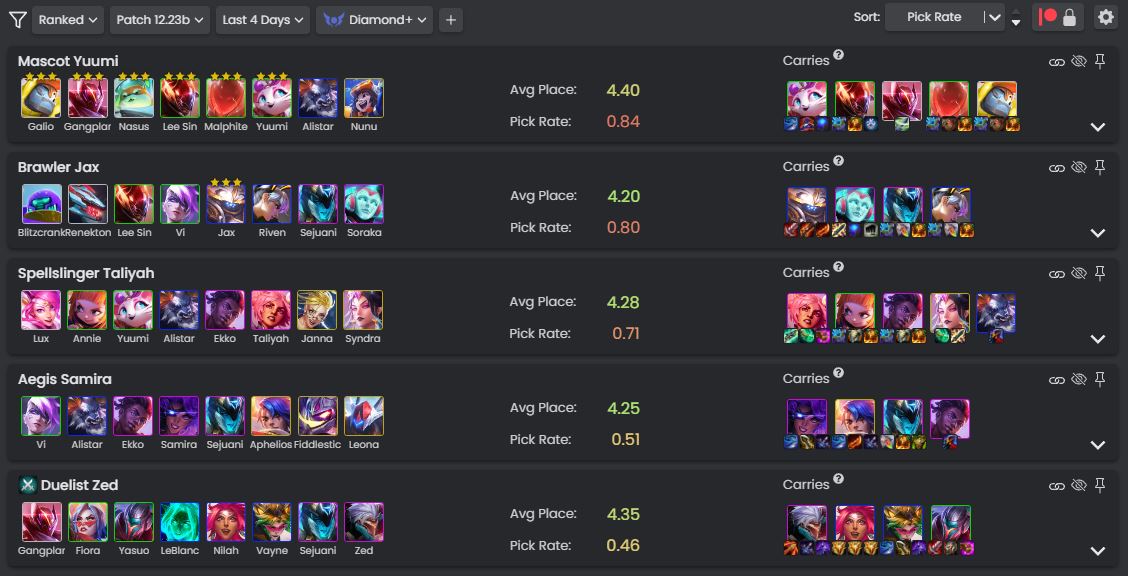 Ranked Patch 12.23b Last 4 Days Diamond+ + Sort: Pick Rate
Mascot Yuumi
Avg Place: 4.40
Carries ?
Galio Gangplar Nasus Lee Sin Malphite Yuumi Alistar Nunu
Pick Rate: 0.84
Brawler Jax
Avg Place: 4.20
Carries ?
Blitzcrank Renekton Lee Sin Vi Jax Riven Sejuani Soraka
Pick Rate: 0.80
Spellslinger Taliyah
Avg Place: 4.28
Carries ?
Lux Annie Yuumi Alistar Ekko Taliyah Janna Syndra
Pick Rate: 0.71
Aegis Samira
Avg Place: 4.25
Carries ?
Vi Alistar Ekko Samira Sejuani Aphelios Fiddlestic Leona
Pick Rate: 0.51
Duelist Zed
Avg Place: 4.35
Carries ?
Gangplar Fiora Yasuo LeBlanc Nilah Vayne Sejuani Zed
Pick Rate: 0.46